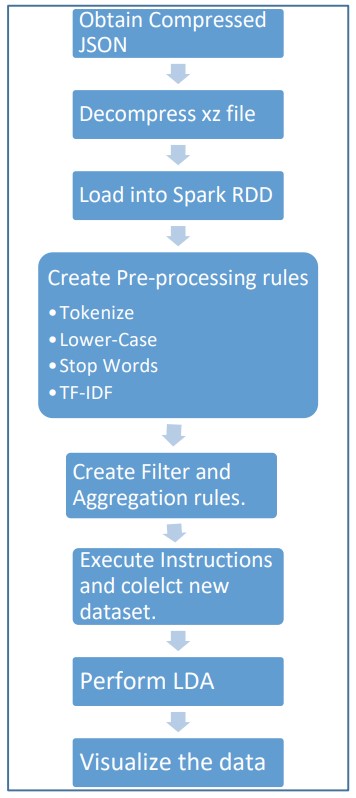 Obtain Compressed
JSON
Decompress xz file
Load into Spark RDD
Create Pre-processing rules
•Tokenize
•Lower-Case
•Stop Words
•TF-IDF
Create Filter and
Aggregation rules.
Execute Instructions
and colelct new
dataset.
Perform LDA
Visualize the data